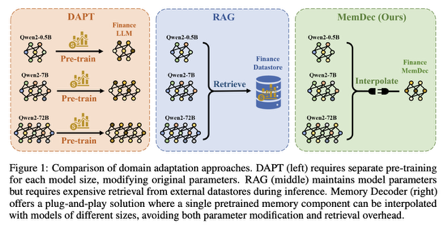 DAPT
Finance
LLM
Qwen2-0.5B
Pre-train
Qwen2-7B
Pre-train
Qwen2-72B
Pre-train
RAG
Qwen2-0.5B
Qwen2-7B
Retrieve
Finance
Datastore
Qwen2-72B
MemDec (Ours)
Qwen2-0.5B
Qwen2-7B
Interpolate
Finance
MemDec
Qwen2-72B
Figure 1: Comparison of domain adaptation approaches. DAPT (left) requires separate pre-training
for each model size, modifying original parameters. RAG (middle) maintains model parameters
but requires expensive retrieval from external datastores during inference. Memory Decoder (right)
offers a plug-and-play solution where a single pretrained memory component can be interpolated
with models of different sizes, avoiding both parameter modification and retrieval overhead.